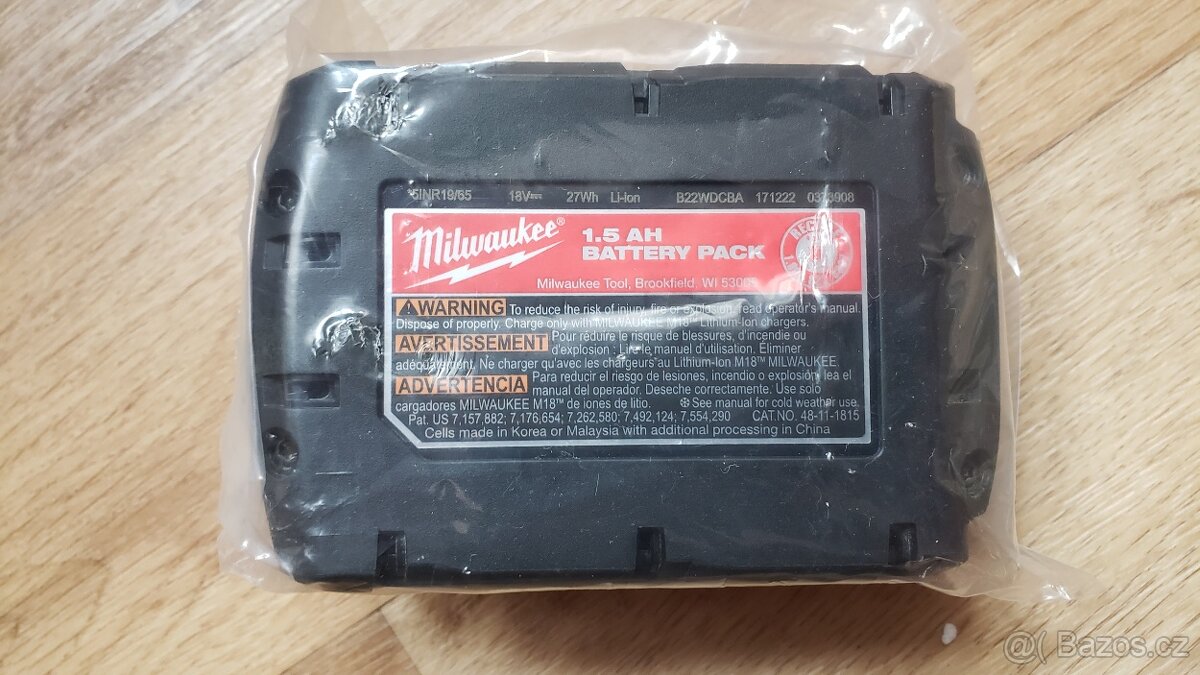 *5INR19/65 18V⎓ 27Wh Li-Ion B22WDCBA 171222
Milwaukee®
1.5 AH
BATTERY PACK
Milwaukee Tool, Brookfield, WI 53005
⚠WARNING To reduce the risk of injury, fire or explosion, read operator's manual.
Dispose of properly. Charge only with MILWAUKEE M18™ Lithium-Ion chargers.
AVERTISSEMENT Pour réduire le risque de blessures, d'incendie ou
d'explosion : Lire le manuel d'utilisation. Éliminer
adéquatement. Ne charger qu'avec les chargeurs au Lithium-Ion M18™ MILWAUKEE.
ADVERTENCIA Para reducir el riesgo de lesiones, incendio o explosión, lea el
manual del operador. Deseche correctamente. Use solo
cargadores MILWAUKEE M18™ de iones de litio. ❄See manual for cold weather use.
Pat. US 7,157,882; 7,176,654; 7,262,580; 7,492,124; 7,554,290 CAT.NO. 48-11-1815
Cells made in Korea or Malaysia with additional processing in China
Bazos.cz